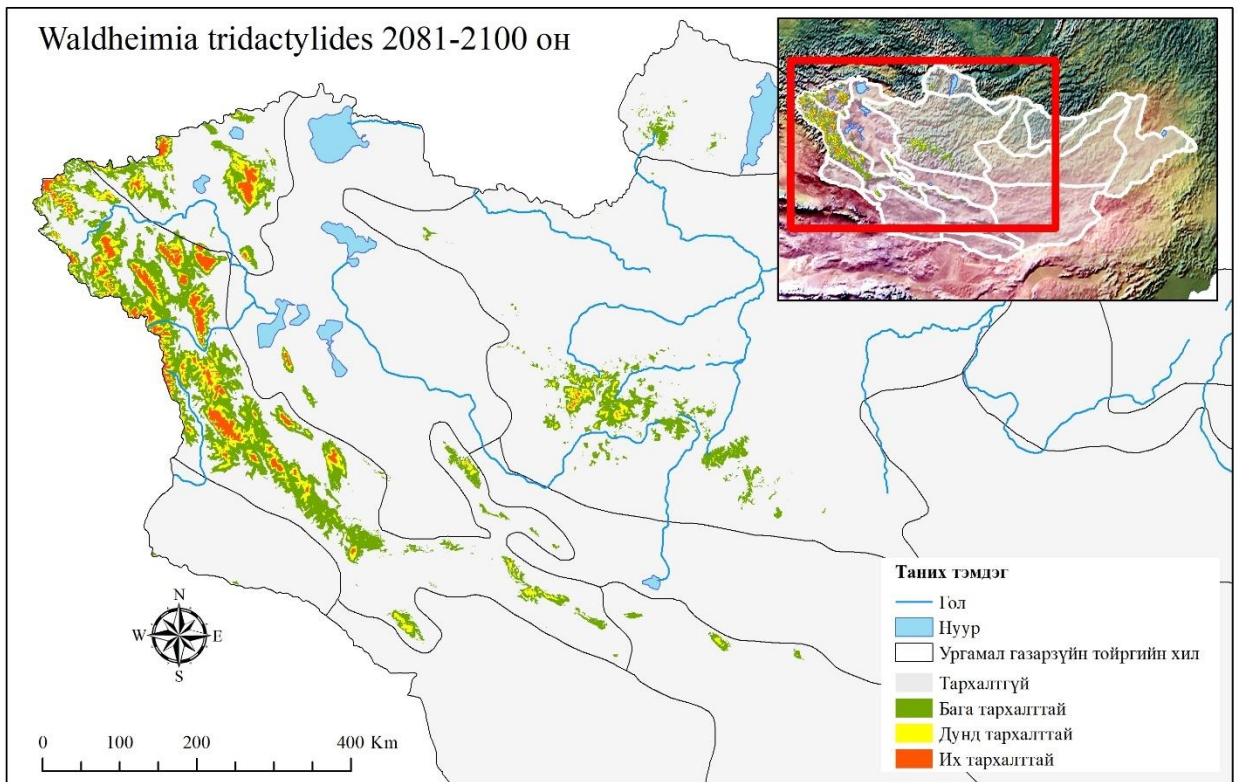 Waldheimia tridactylides 2081-2100 он
N
W E
S
0 100 200 400 Km
Таних тэмдэг
Гол
Нуур
Ургамал газарзүйн тойргийн хил
Тархалтгүй
Бага тархалттай
Дунд тархалттай
Их тархалттай